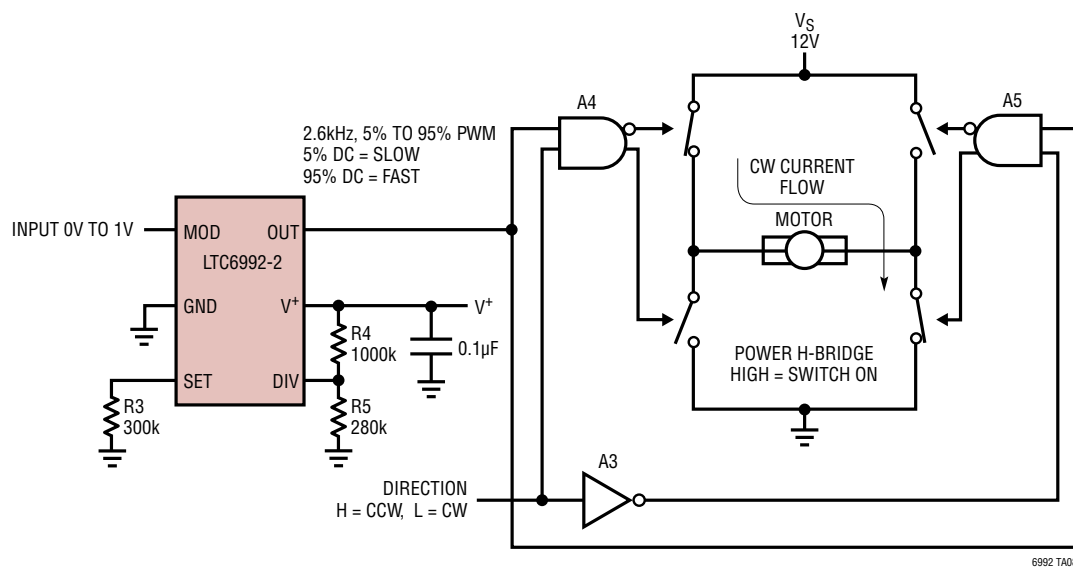 V_S
12V
A4
A5
2.6kHz, 5% TO 95% PWM
5% DC = SLOW
95% DC = FAST
CW CURRENT
FLOW
MOTOR
INPUT 0V TO 1V
MOD
OUT
LTC6992-2
GND
V⁺
V⁺
R4
1000k
0.1µF
SET
DIV
R3
300k
R5
280k
POWER H-BRIDGE
HIGH = SWITCH ON
A3
DIRECTION
H = CCW, L = CW